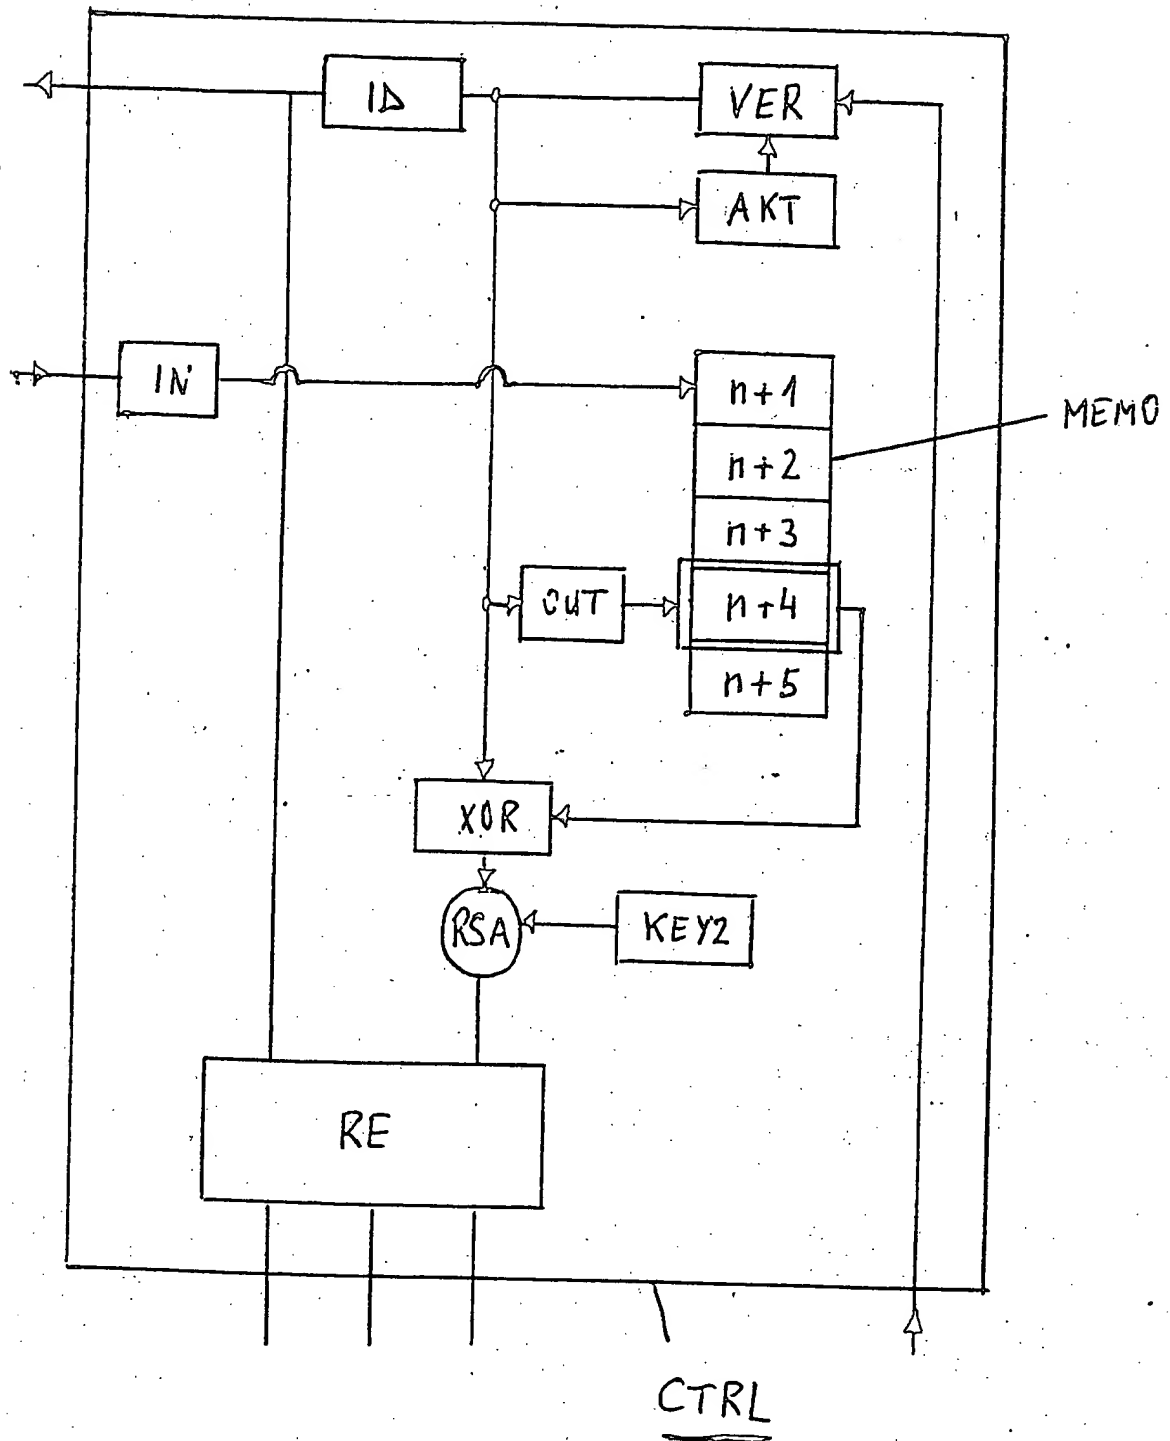 ID
VER
AKT
IN
n+1
MEMO
n+2
n+3
OUT
n+4
n+5
XOR
RSA
KEY2
RE
CTRL